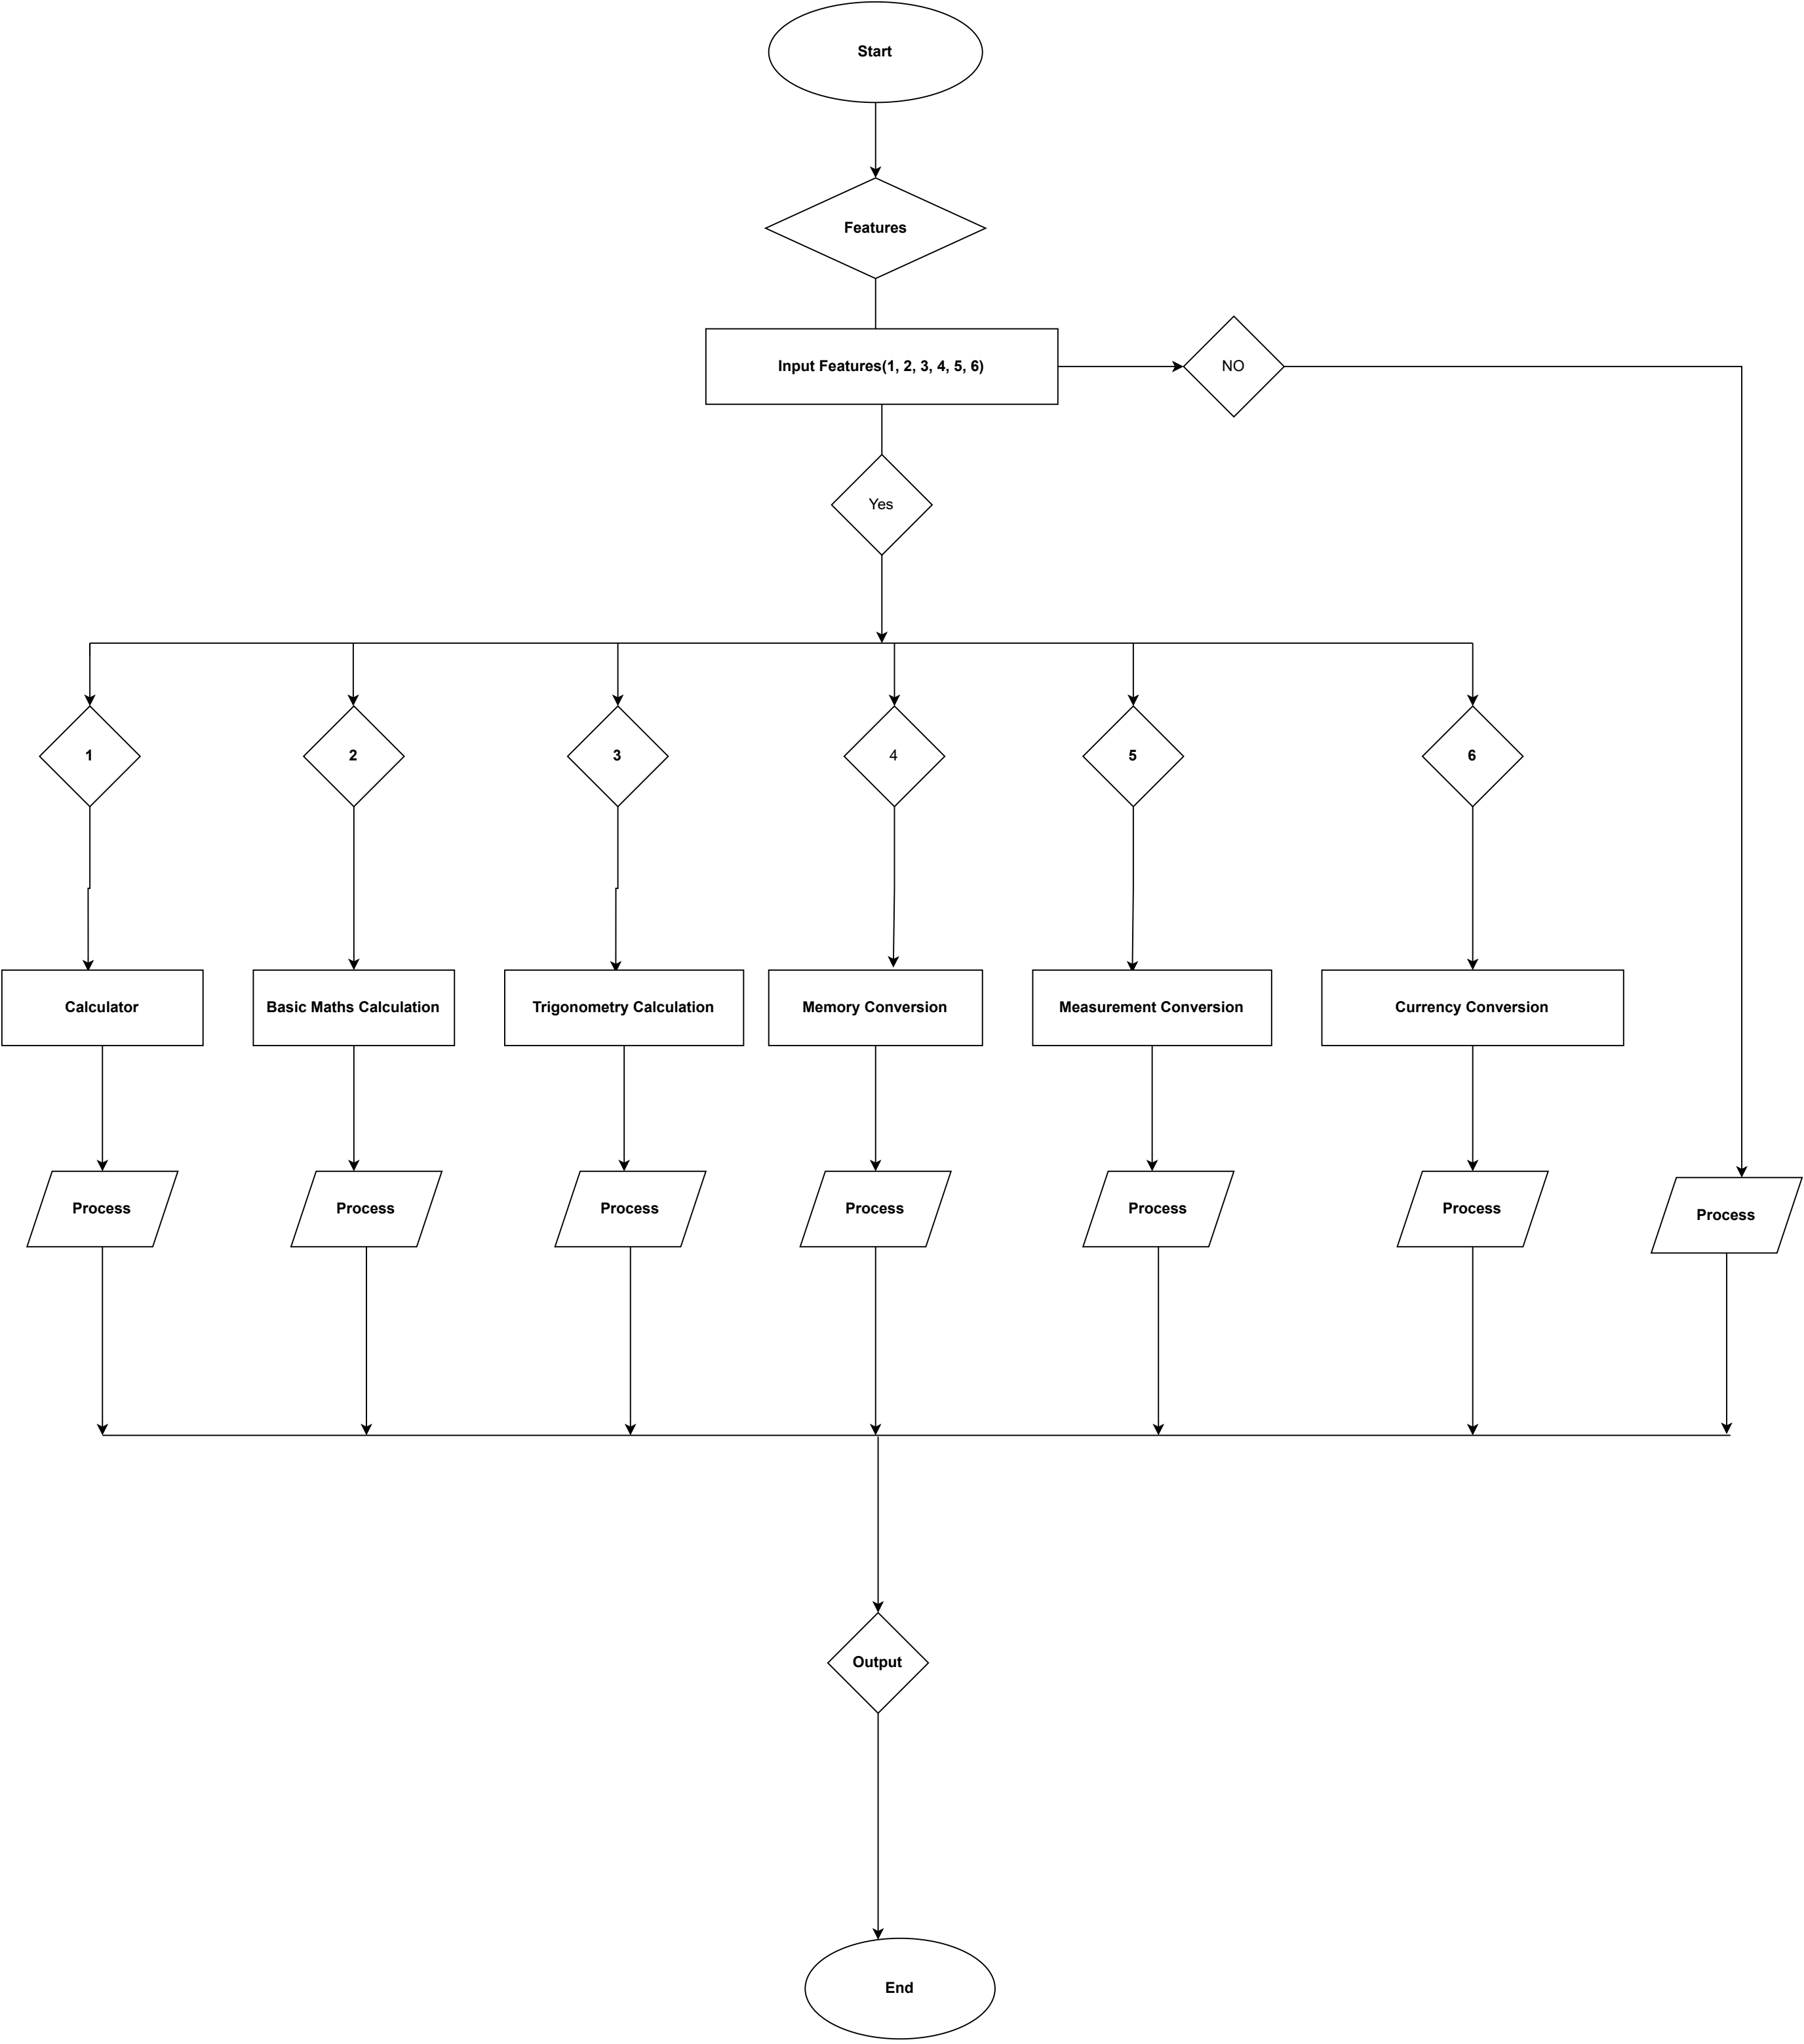 Start
Features
Input Features(1, 2, 3, 4, 5, 6)
NO
Yes
1
2
3
4
5
6
Calculator
Basic Maths Calculation
Trigonometry Calculation
Memory Conversion
Measurement Conversion
Currency Conversion
Process
Process
Process
Process
Process
Process
Process
Output
End